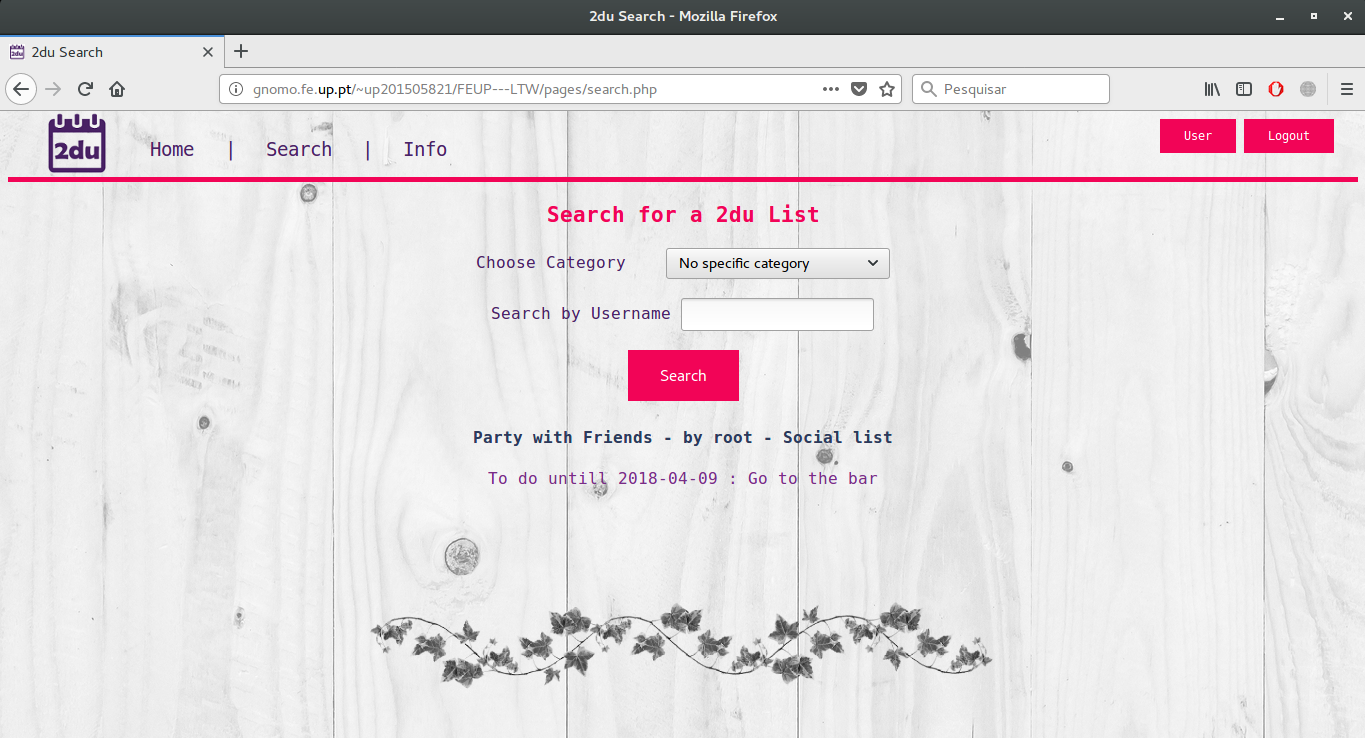 2du Search - Mozilla Firefox
2du Search
gnomo.fe.up.pt/~up201505821/FEUP---LTW/pages/search.php
Pesquisar
2du
Home | Search | Info
User Logout
Search for a 2du List
Choose Category No specific category
Search by Username
Search
Party with Friends - by root - Social list
To do untill 2018-04-09 : Go to the bar